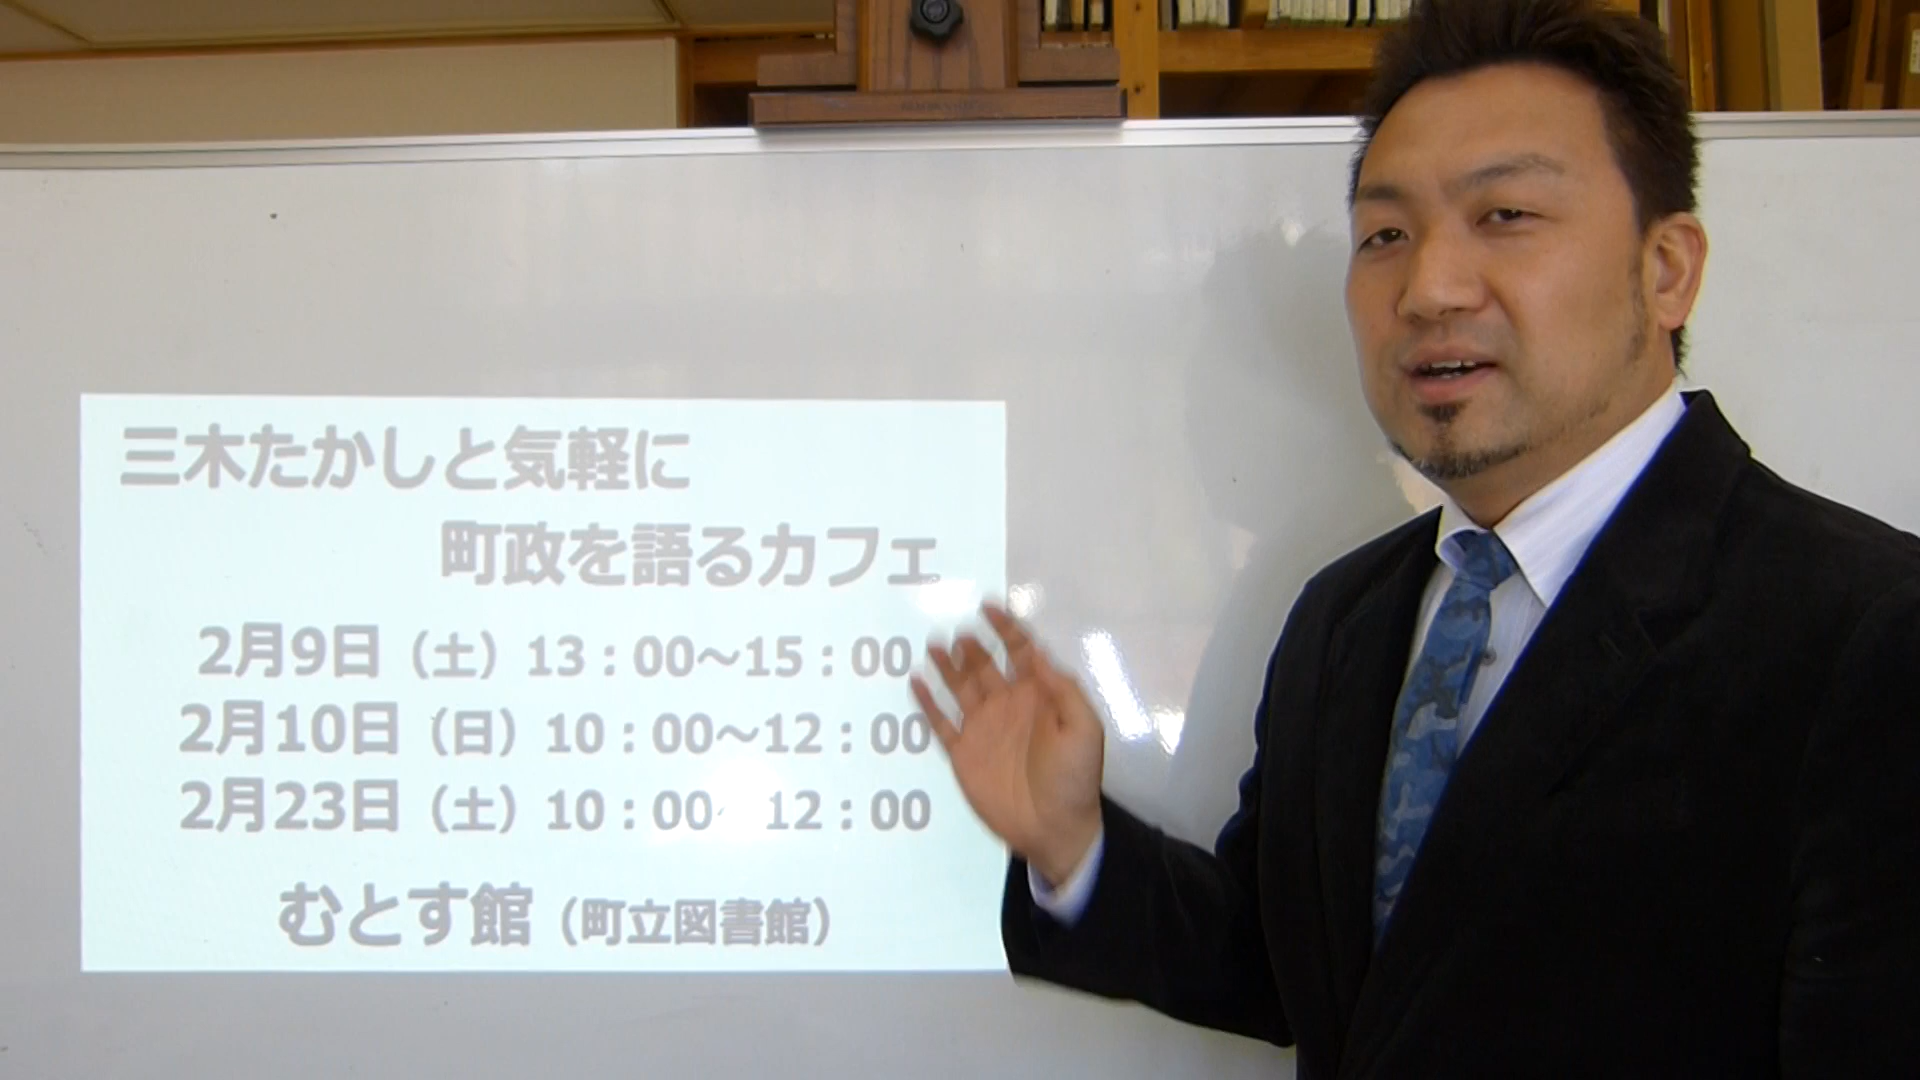 三木たかしと気軽に
町政を語るカフェ
2月9日（土）13：00～15：00
2月10日（日）10：00～12：00
2月23日（土）10：00～12：00
むとす館（町立図書館）